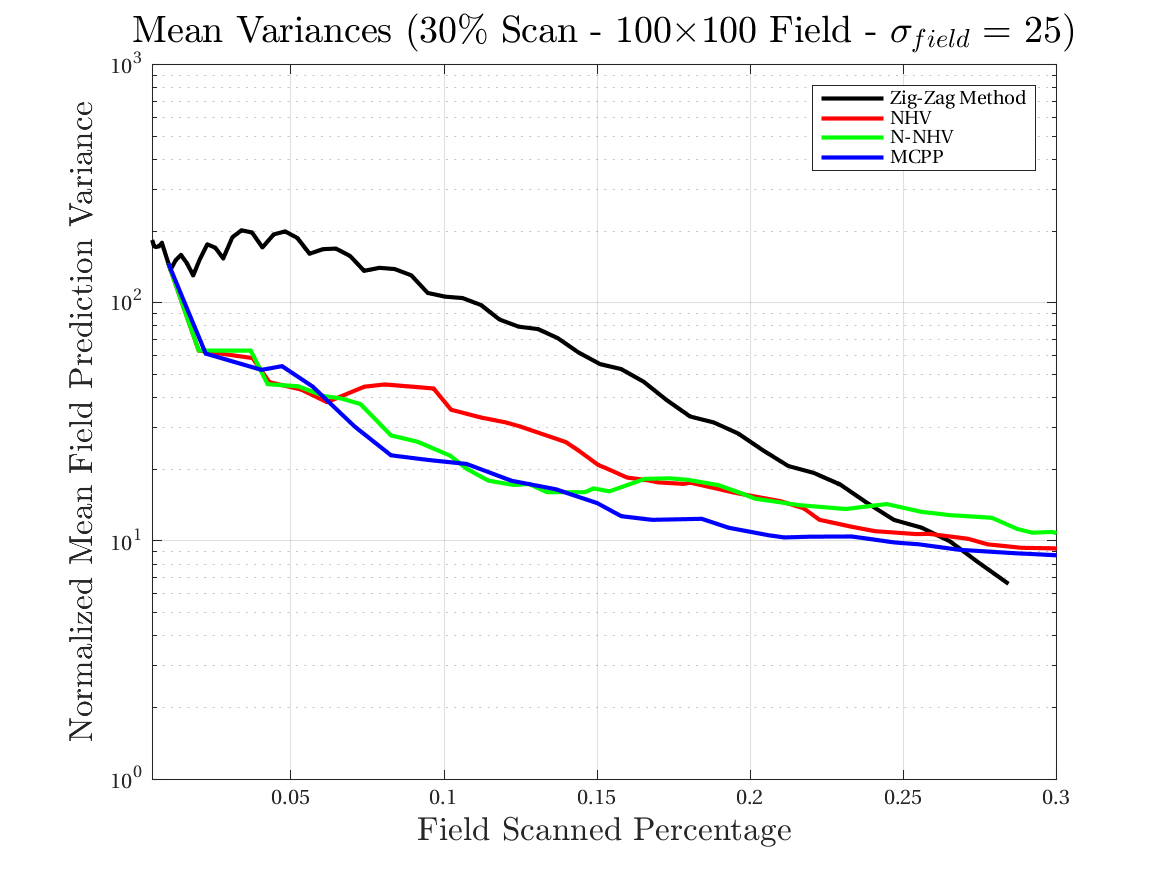 Mean Variances (30% Scan - 100×100 Field - σ_field = 25)
Normalized Mean Field Prediction Variance
10^3
10^2
10^1
10^0
Zig-Zag Method
NHV
N-NHV
MCPP
0.05 0.1 0.15 0.2 0.25 0.3
Field Scanned Percentage